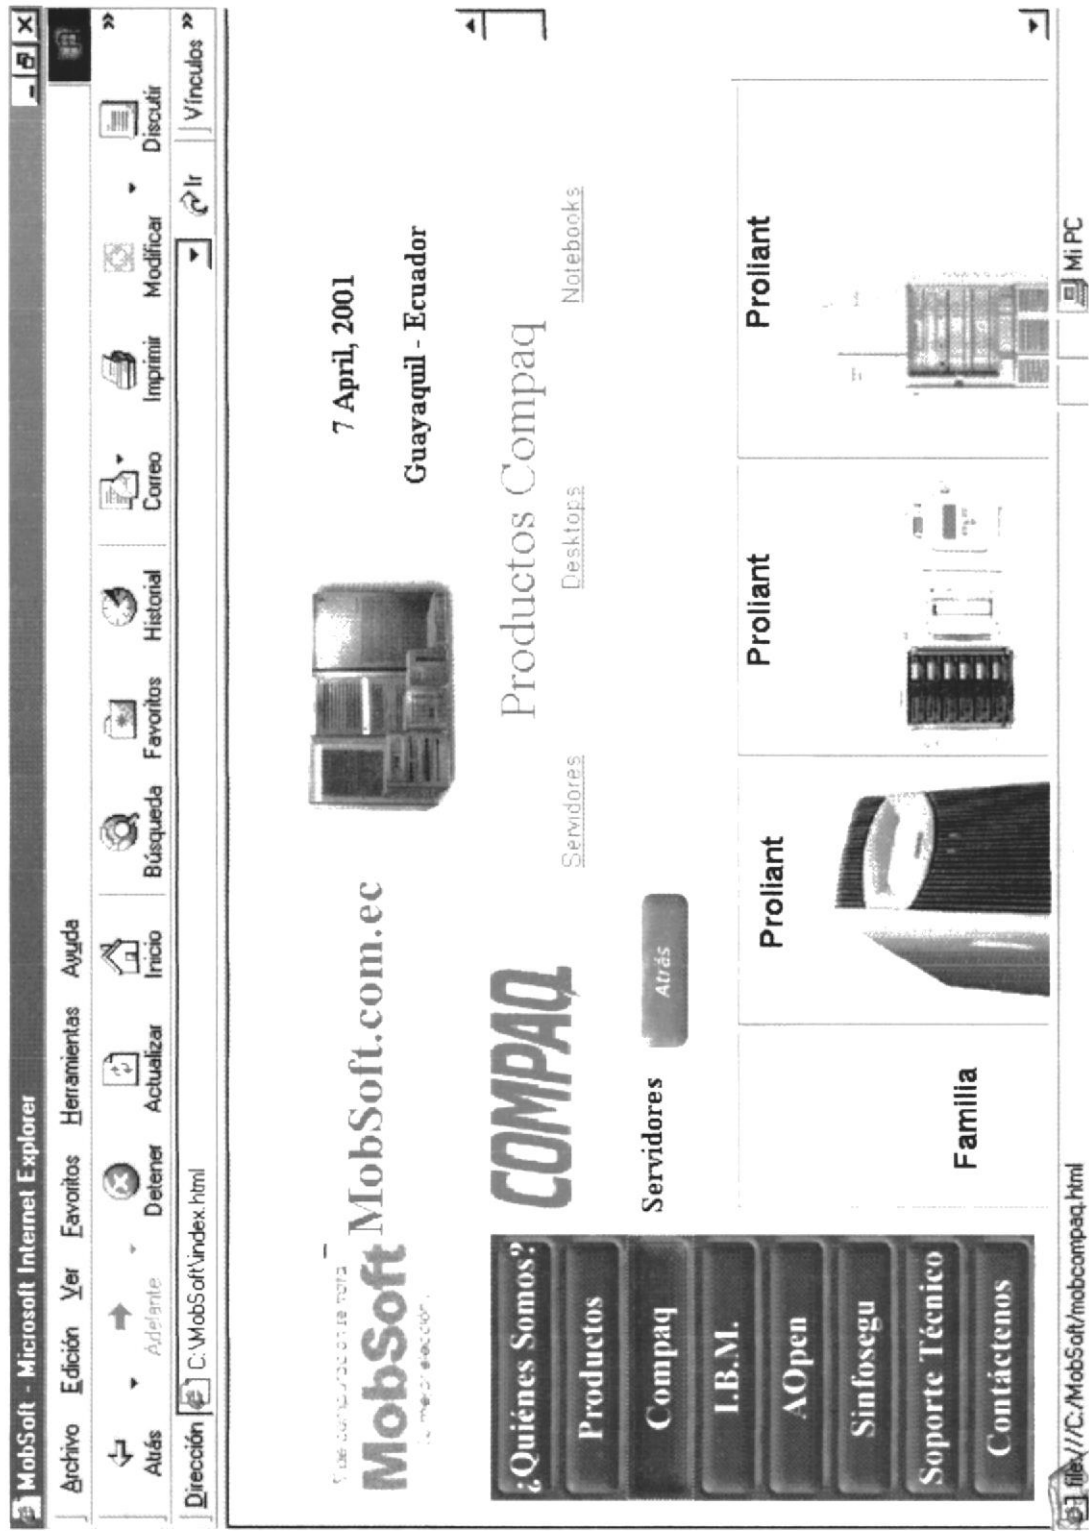 MobSoft - Microsoft Internet Explorer
Archivo Edición Ver Favoritos Herramientas Ayuda
Atrás Adelante Detener Actualizar Inicio Búsqueda Favoritos Historial Correo Imprimir Modificar Discutir »
Dirección C:\MobSoft\index.html Ir Vínculos »
MobSoft
MobSoft.com.ec
7 April, 2001
Guayaquil - Ecuador
¿Quiénes Somos?
Productos
Compaq
I.B.M.
AOpen
Sinfosegu
Soporte Técnico
Contáctenos
COMPAQ
Productos Compaq
Servidores Desktops Notebooks
Servidores
Atrás
Familia
Proliant
Proliant
Proliant
file:///C:/MobSoft/mobcompaq.html
Mi PC